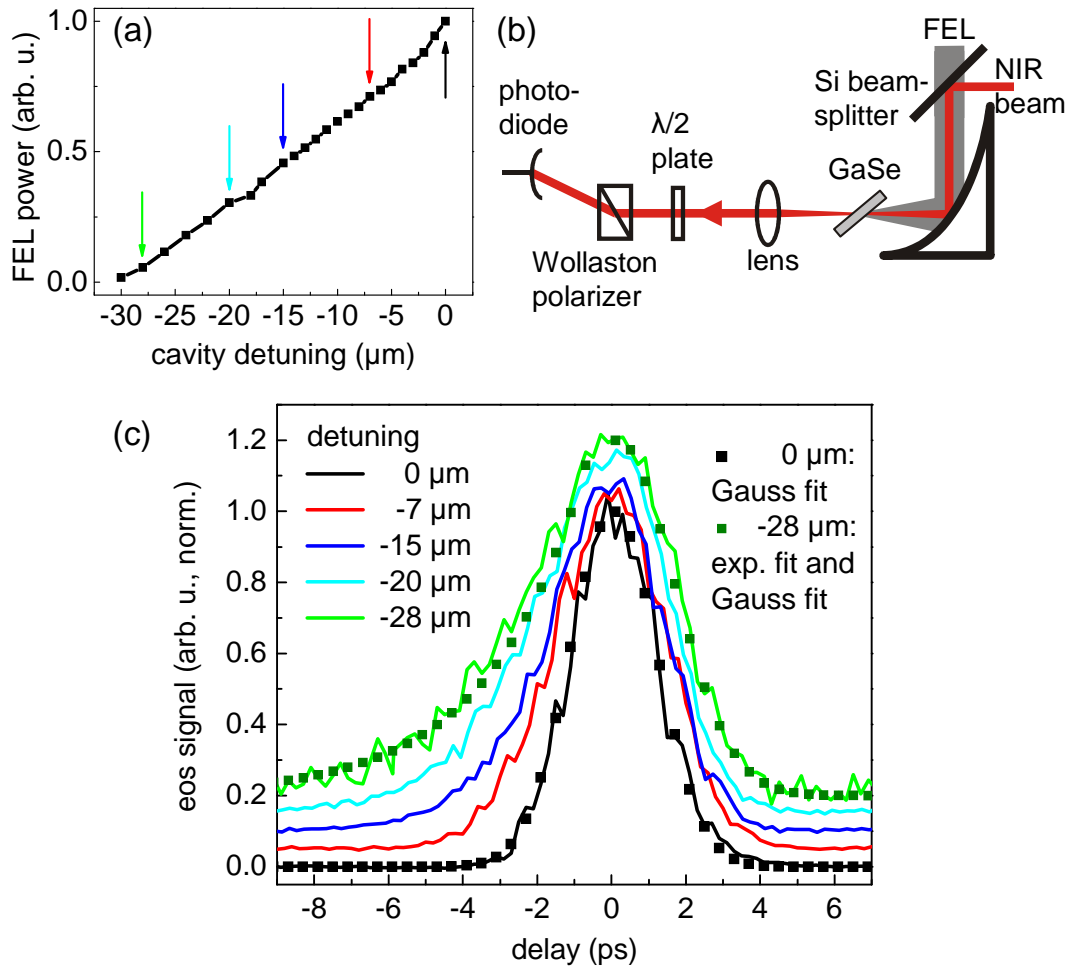 (a)
FEL power (arb. u.)
1.0
0.5
0.0
-30 -25 -20 -15 -10 -5 0
cavity detuning (µm)
(b)
FEL
Si beam-
splitter
NIR
beam
photo-
diode
λ/2
plate
GaSe
Wollaston
polarizer
lens
(c)
eos signal (arb. u., norm.)
1.2
1.0
0.8
0.6
0.4
0.2
0.0
detuning
0 µm
-7 µm
-15 µm
-20 µm
-28 µm
0 µm:
Gauss fit
-28 µm:
exp. fit and
Gauss fit
-8 -6 -4 -2 0 2 4 6
delay (ps)